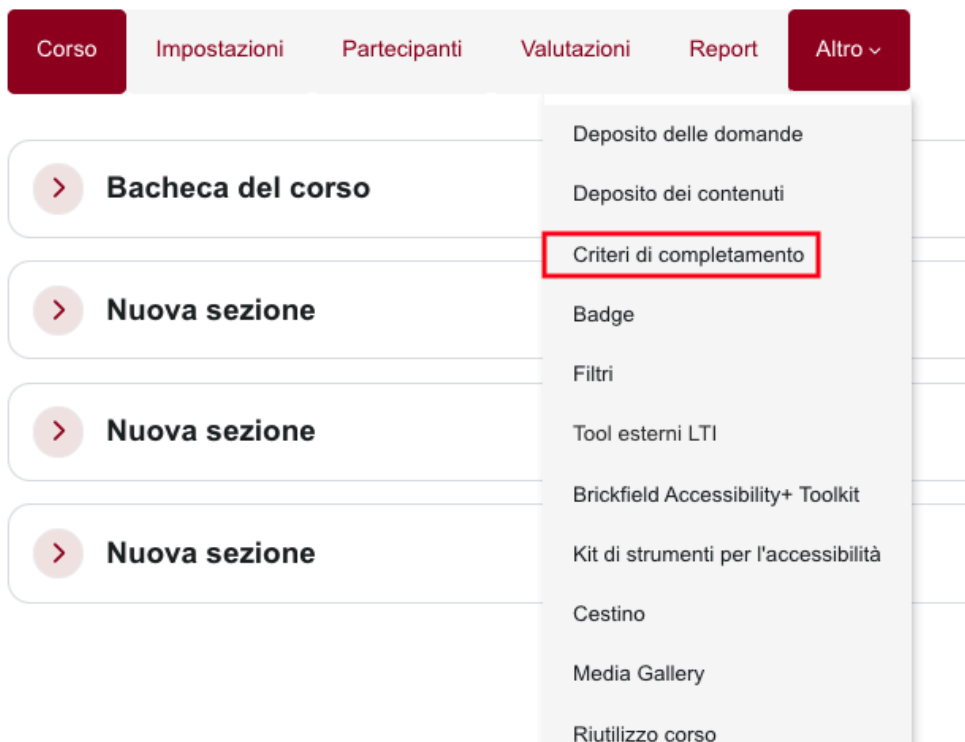 Corso Impostazioni Partecipanti Valutazioni Report Altro
Deposito delle domande
Bacheca del corso
Deposito dei contenuti
Criteri di completamento
Nuova sezione
Badge
Filtri
Nuova sezione
Tool esterni LTI
Brickfield Accessibility+ Toolkit
Nuova sezione
Kit di strumenti per l'accessibilità
Cestino
Media Gallery
Riutilizzo corso